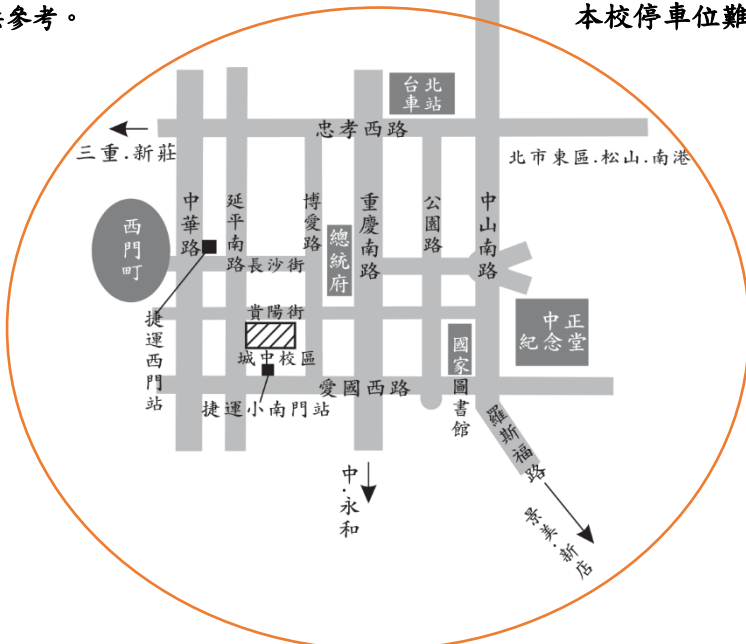 參考。
本校停車位難
台北
車站
忠孝西路
三重.新莊
北市東區.松山.南港
西門町
中華路
延平南路
博愛路
重慶南路
公園路
中山南路
總統府
長沙街
貴陽街
城中校區
中正
紀念堂
國家圖書館
捷運西門站
愛國西路
捷運小南門站
羅斯福路
中.永和
景美.新店